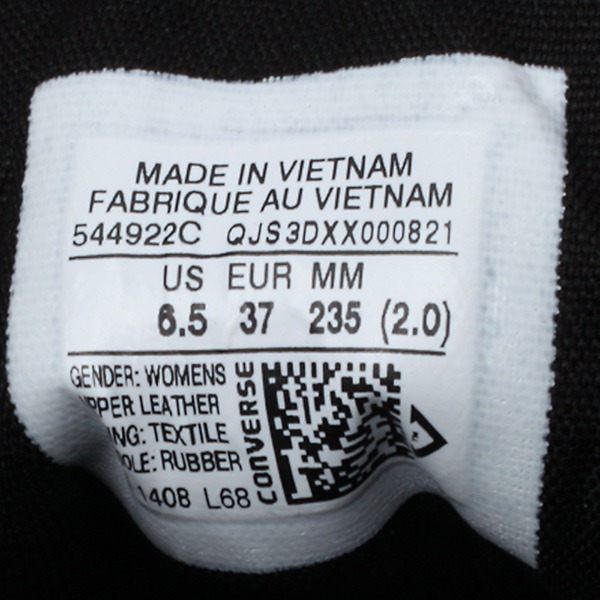 MADE IN VIETNAM
FABRIQUE AU VIETNAM
544922C QJS3DXX000821
US EUR MM
6.5 37 235 (2.0)
GENDER: WOMENS
PPER LEATHER
NG: TEXTILE
OLE: RUBBER
1408 L68
CONVERSE